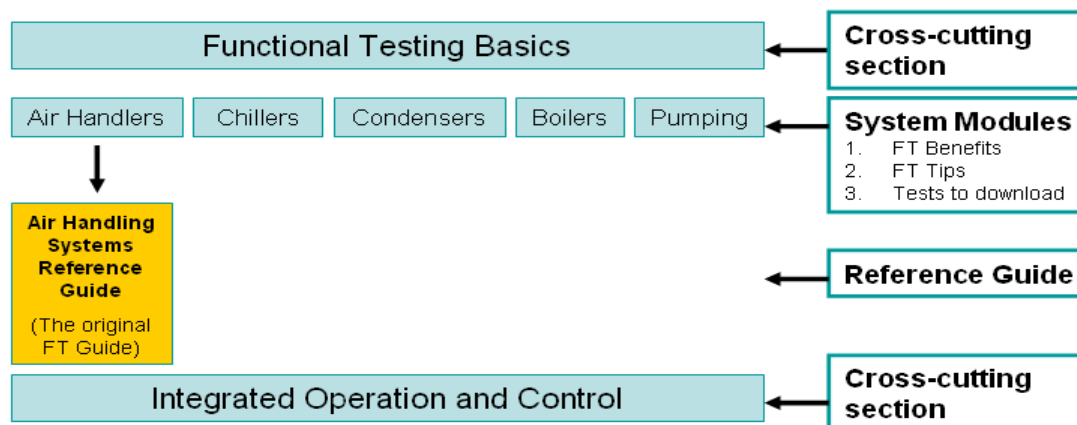 Functional Testing Basics
Cross-cutting
section
Air Handlers
Chillers
Condensers
Boilers
Pumping
System Modules
1. FT Benefits
2. FT Tips
3. Tests to download
Air Handling
Systems
Reference
Guide
(The original
FT Guide)
Reference Guide
Integrated Operation and Control
Cross-cutting
section